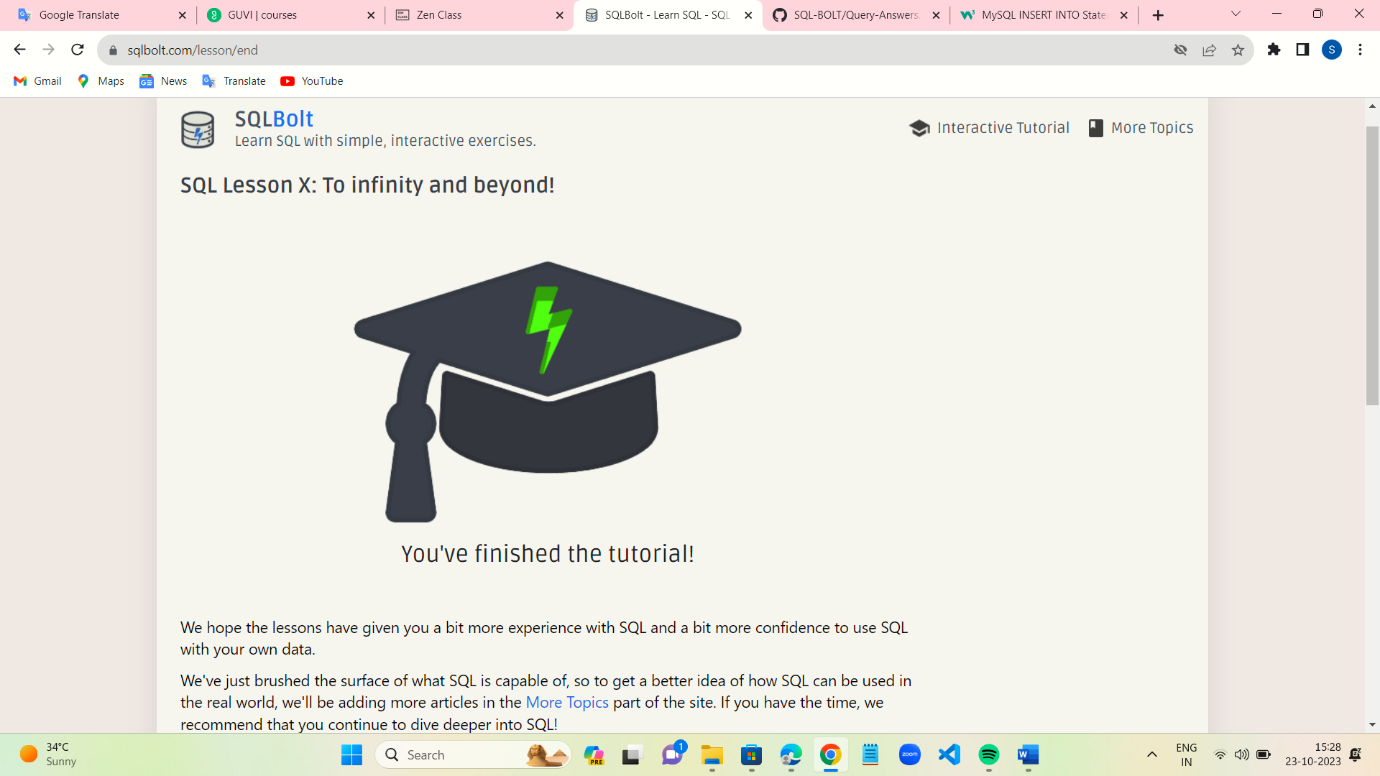 Google Translate
GUVI | courses
Zen Class
SQLBolt - Learn SQL - SQL
SQL-BOLT/Query-Answers.
MySQL INSERT INTO State
sqlbolt.com/lesson/end
S
Gmail
Maps
News
Translate
YouTube
SQLBolt
Learn SQL with simple, interactive exercises.
Interactive Tutorial
More Topics
SQL Lesson X: To infinity and beyond!
You've finished the tutorial!
We hope the lessons have given you a bit more experience with SQL and a bit more confidence to use SQL
with your own data.
We've just brushed the surface of what SQL is capable of, so to get a better idea of how SQL can be used in
the real world, we'll be adding more articles in the More Topics part of the site. If you have the time, we
recommend that you continue to dive deeper into SQL!
34°C
Sunny
Search
PRE
1
zoom
ENG
IN
15:28
23-10-2023